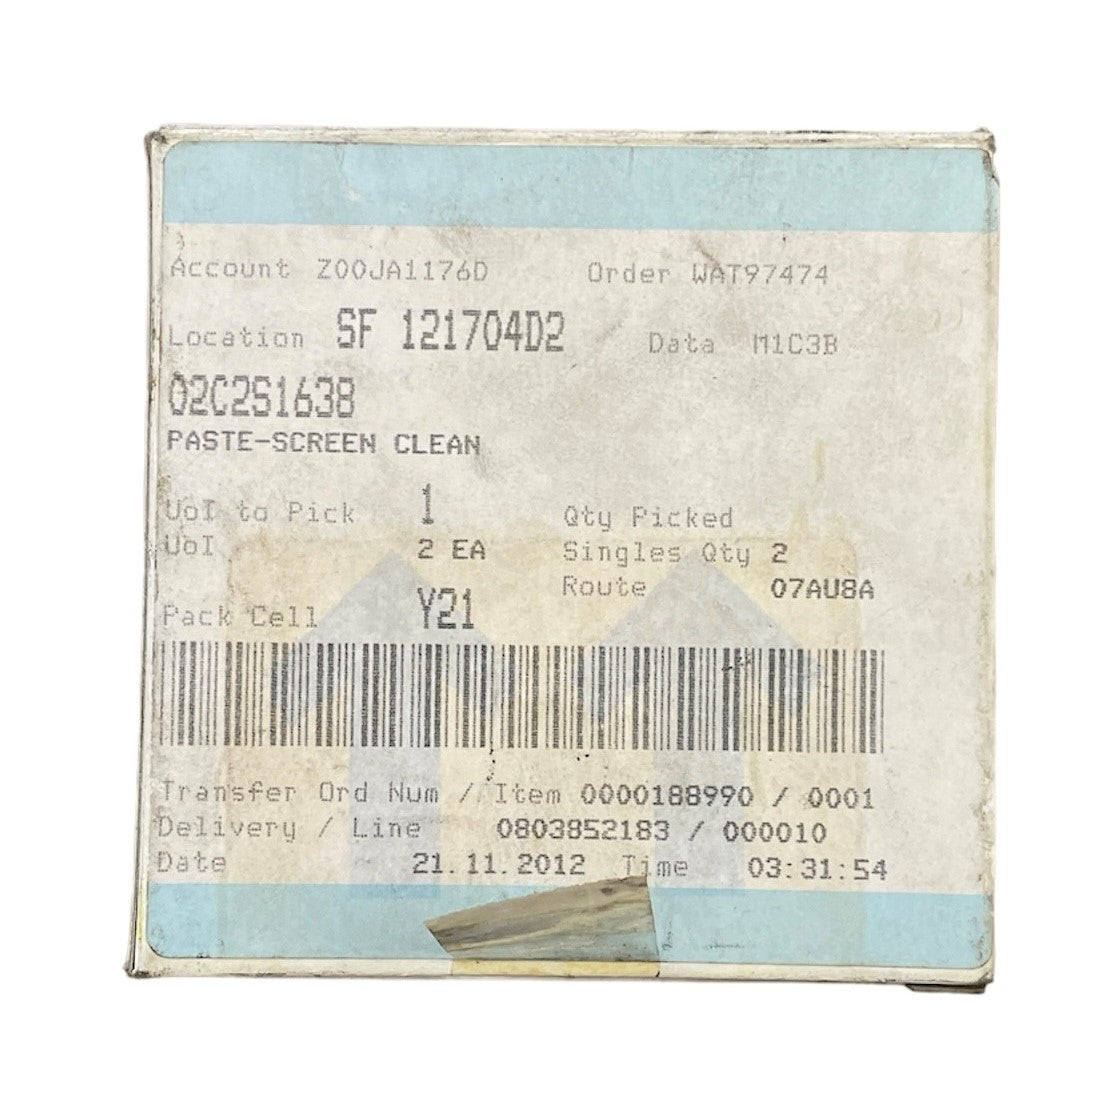 Account Z00JA1176D Order WAT97474
Location SF 121704D2 Data M1C3B
02C2S1638
PASTE-SCREEN CLEAN
UoI to Pick 1 Qty Picked
UoI 2 EA Singles Qty 2
Route 07AU8A
Pack Cell Y21
Transfer Ord Num / Item 0000188990 / 0001
Delivery / Line 0803852183 / 000010
Date 21.11.2012 Time 03:31:54